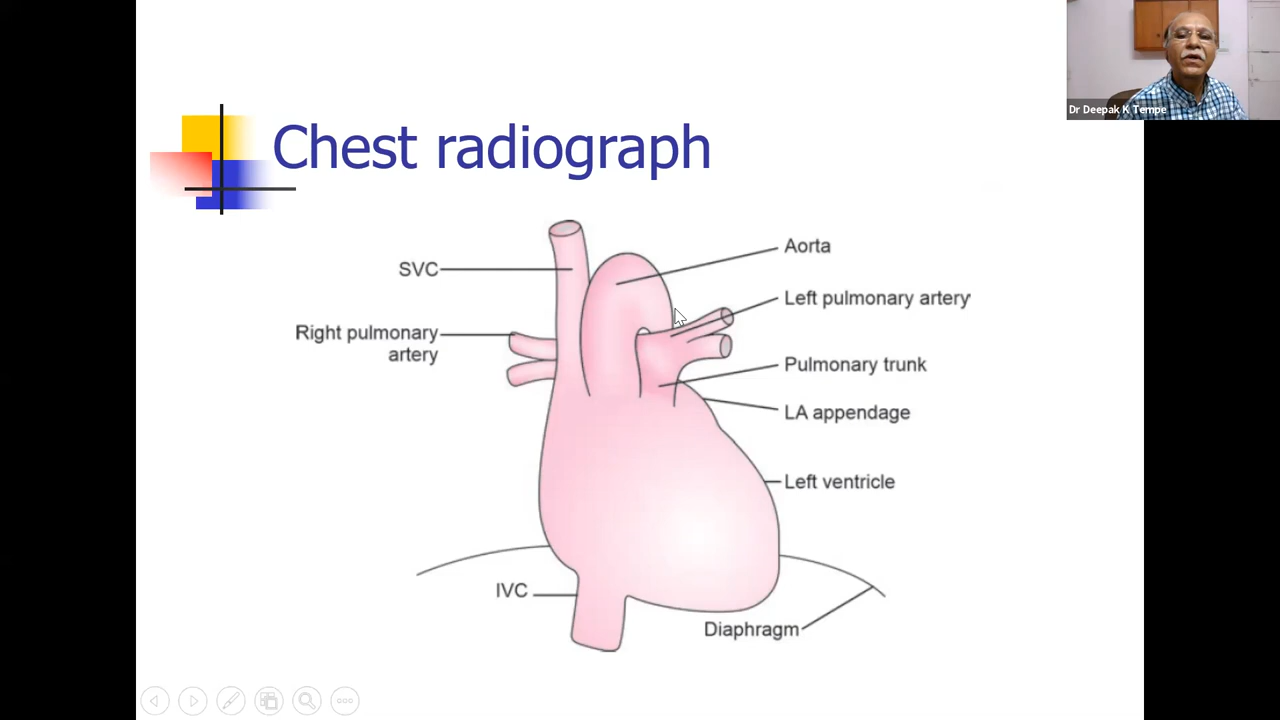 Dr Deepak K Tempe
Chest radiograph
SVC
Aorta
Left pulmonary artery
Right pulmonary
artery
Pulmonary trunk
LA appendage
Left ventricle
IVC
Diaphragm